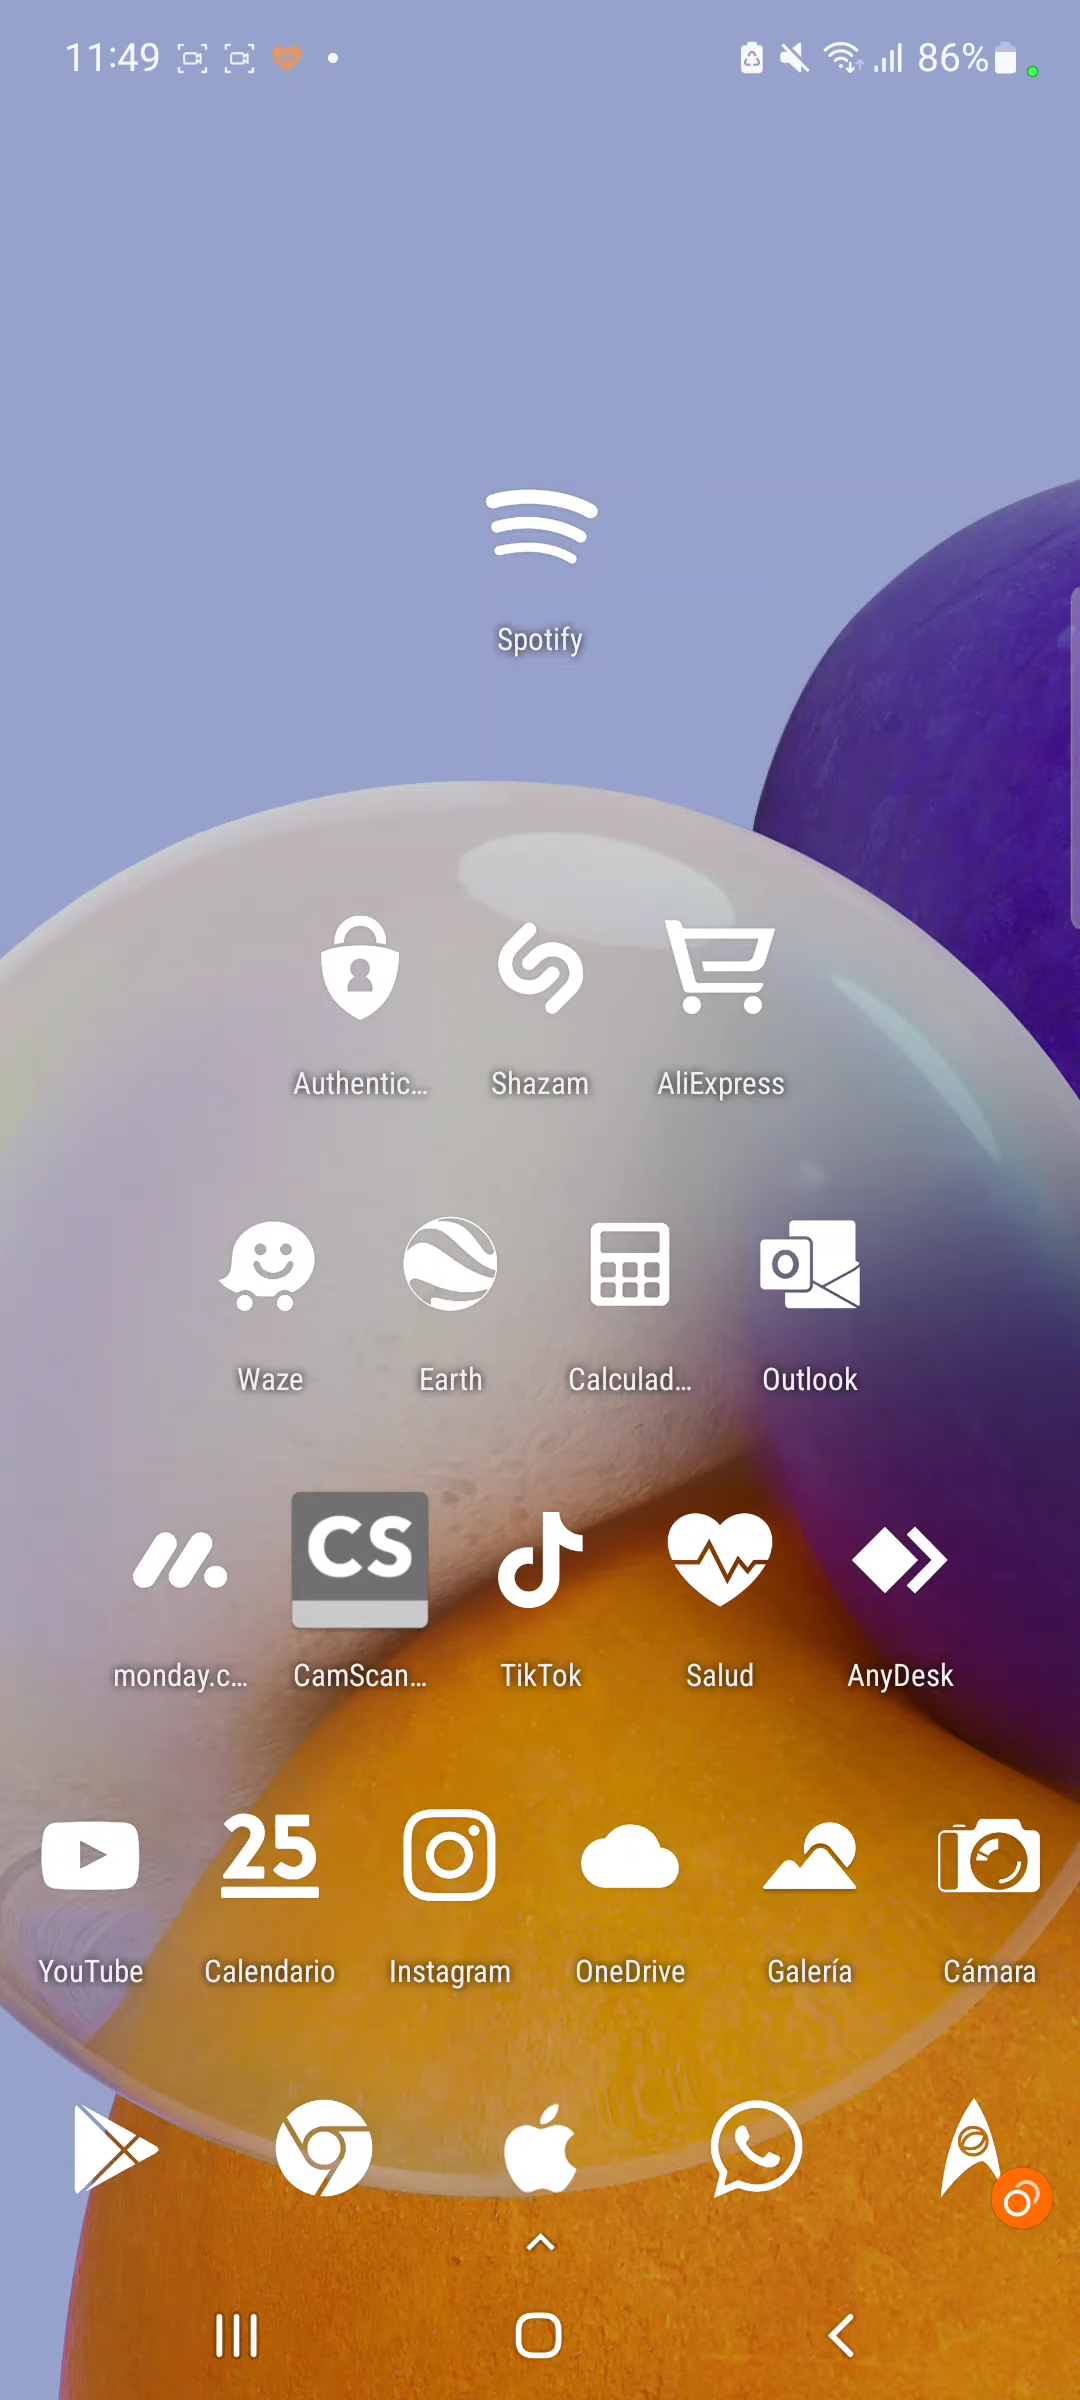 11:49 86%
Spotify
Authentic... Shazam AliExpress
Waze Earth Calculad... Outlook
CS
monday.c... CamScan... TikTok Salud AnyDesk
25
YouTube Calendario Instagram OneDrive Galería Cámara